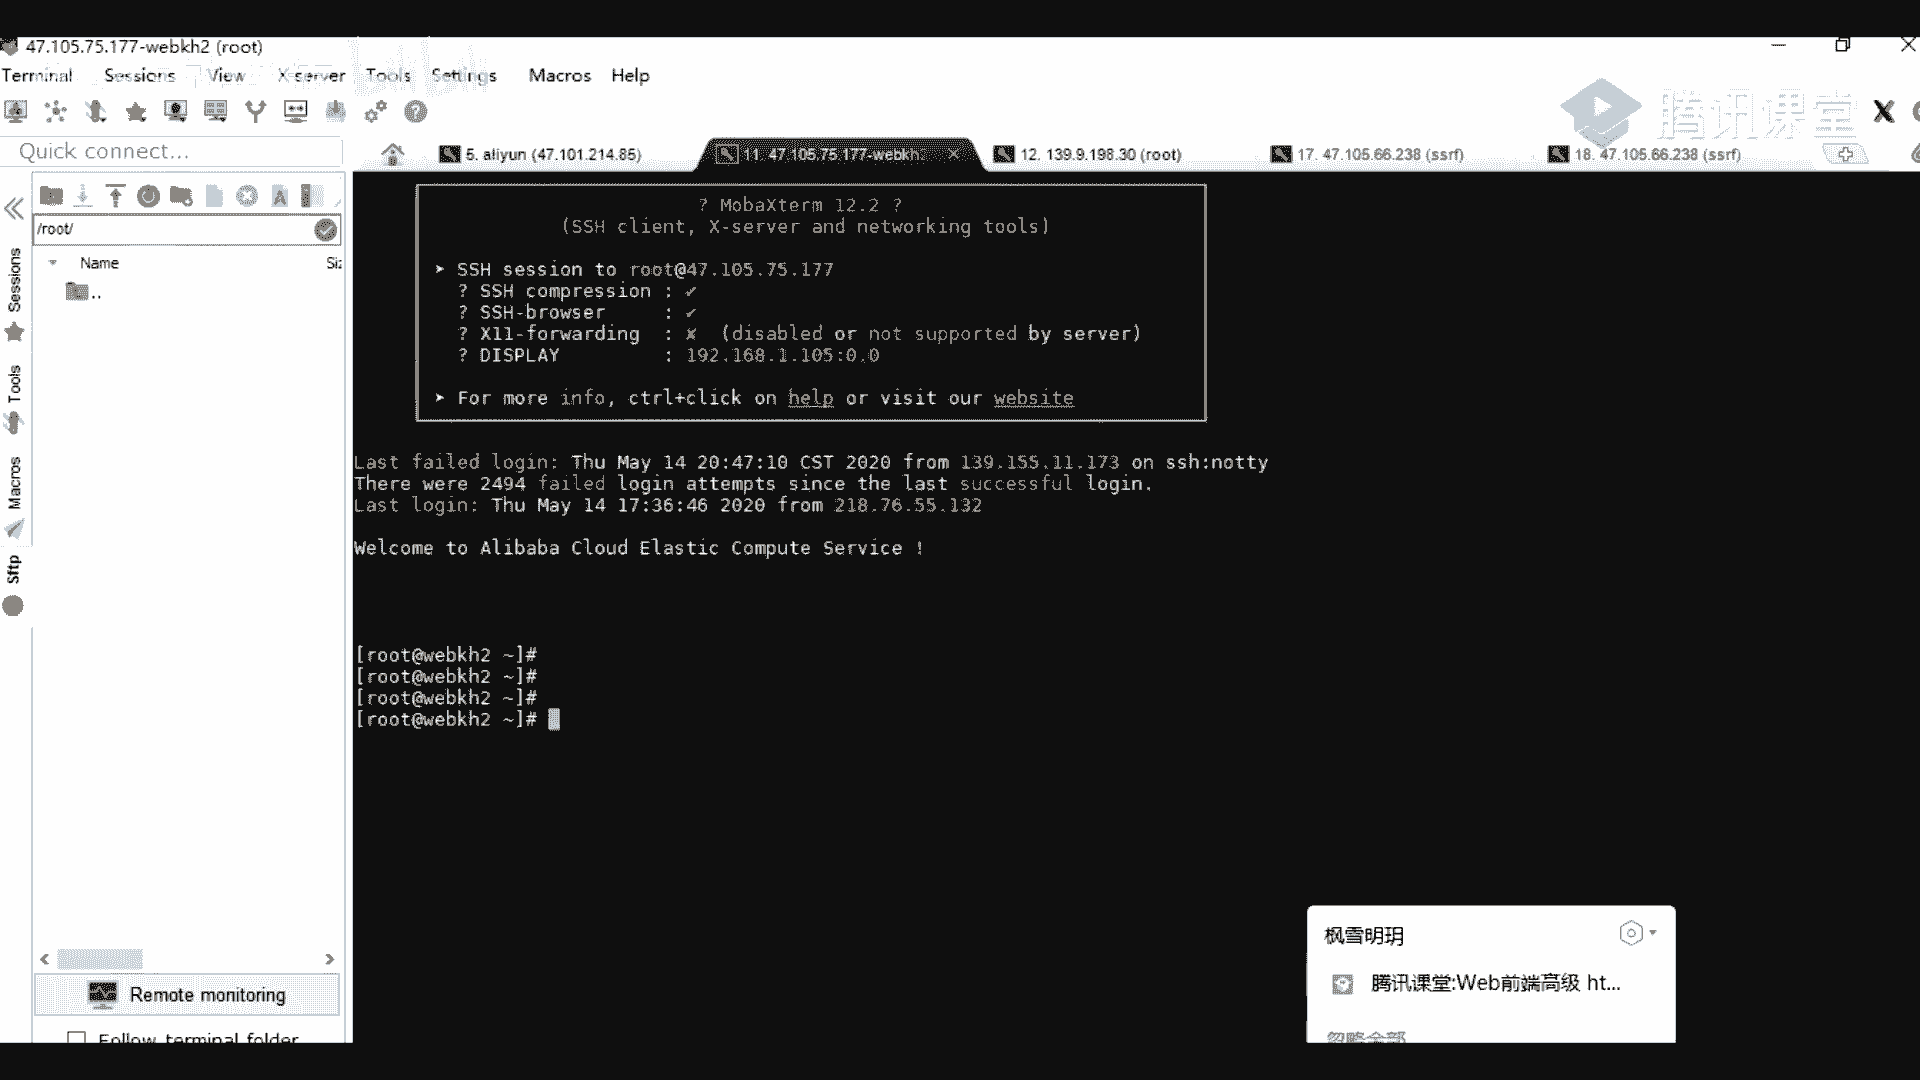 47.105.75.177-webkh2 (root)
Terminal Sessions View X server Tools Settings Macros Help
腾讯课堂
Quick connect...
5. aliyun (47.101.214.85)
11. 47.105.75.177-webkh
12. 139.9.198.30 (root)
17. 47.105.66.238 (ssrf)
18. 47.105.66.238 (ssrf)
/root/
Name
Siz
..
Sessions
Tools
Macros
Sftp
? MobaXterm 12.2 ?
(SSH client, X-server and networking tools)
➤ SSH session to root@47.105.75.177
? SSH compression : ✔
? SSH-browser : ✔
? X11-forwarding : ✘ (disabled or not supported by server)
? DISPLAY : 192.168.1.105:0.0
➤ For more info, ctrl+click on help or visit our website
Last failed login: Thu May 14 20:47:10 CST 2020 from 139.155.11.173 on ssh:notty
There were 2494 failed login attempts since the last successful login.
Last login: Thu May 14 17:36:46 2020 from 218.76.55.132
Welcome to Alibaba Cloud Elastic Compute Service !
[root@webkh2 ~]#
[root@webkh2 ~]#
[root@webkh2 ~]#
[root@webkh2 ~]#
Remote monitoring
Follow terminal folder
枫雪明玥
腾讯课堂:Web前端高级 ht...
忽略全部